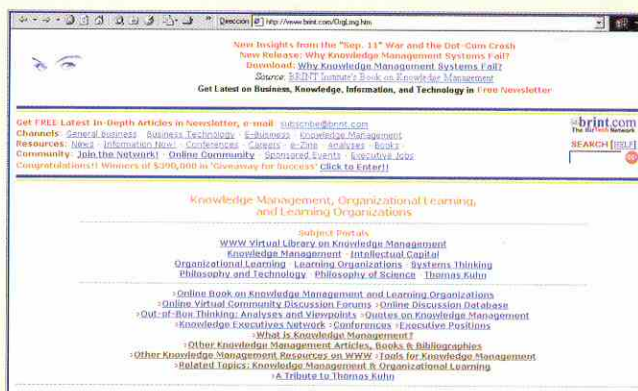 Dirección http://www.brint.com/OrgLrng.htm
New Insights from the "Sep. 11" War and the Dot-Com Crash
New Release: Why Knowledge Management Systems Fail?
Download: Why Knowledge Management Systems Fail?
Source: BRINT Institute's Book on Knowledge Management
Get Latest on Business, Knowledge, Information, and Technology in Free Newsletter
Get FREE Latest In-Depth Articles in Newsletter, e-mail: subscribe@brint.com
Channels: General Business · Business Technology · E-Business · Knowledge Management
Resources: News · Information Now! · Conferences · Careers · e-Zine · Analyses · Books ·
Community: Join the Network! · Online Community · Sponsored Events · Executive Jobs
Congratulations!! Winners of $390,000 in 'Giveaway for Success' Click to Enter!!
brint.com
The BizTech Network
SEARCH [HELP]
GO
Knowledge Management, Organizational Learning,
and Learning Organizations
Subject Portals
WWW Virtual Library on Knowledge Management
Knowledge Management · Intellectual Capital
Organizational Learning · Learning Organizations · Systems Thinking
Philosophy and Technology · Philosophy of Science · Thomas Kuhn
>Online Book on Knowledge Management and Learning Organizations
>Online Virtual Community Discussion Forums >Online Discussion Database
>Out-of-Box Thinking: Analyses and Viewpoints >Quotes on Knowledge Management
>Knowledge Executives Network >Conferences >Executive Positions
>What is Knowledge Management?
>Other Knowledge Management Articles, Books & Bibliographies
>Other Knowledge Management Resources on WWW >Tools for Knowledge Management
>Related Topics: Knowledge Management & Organizational Learning
>A Tribute to Thomas Kuhn